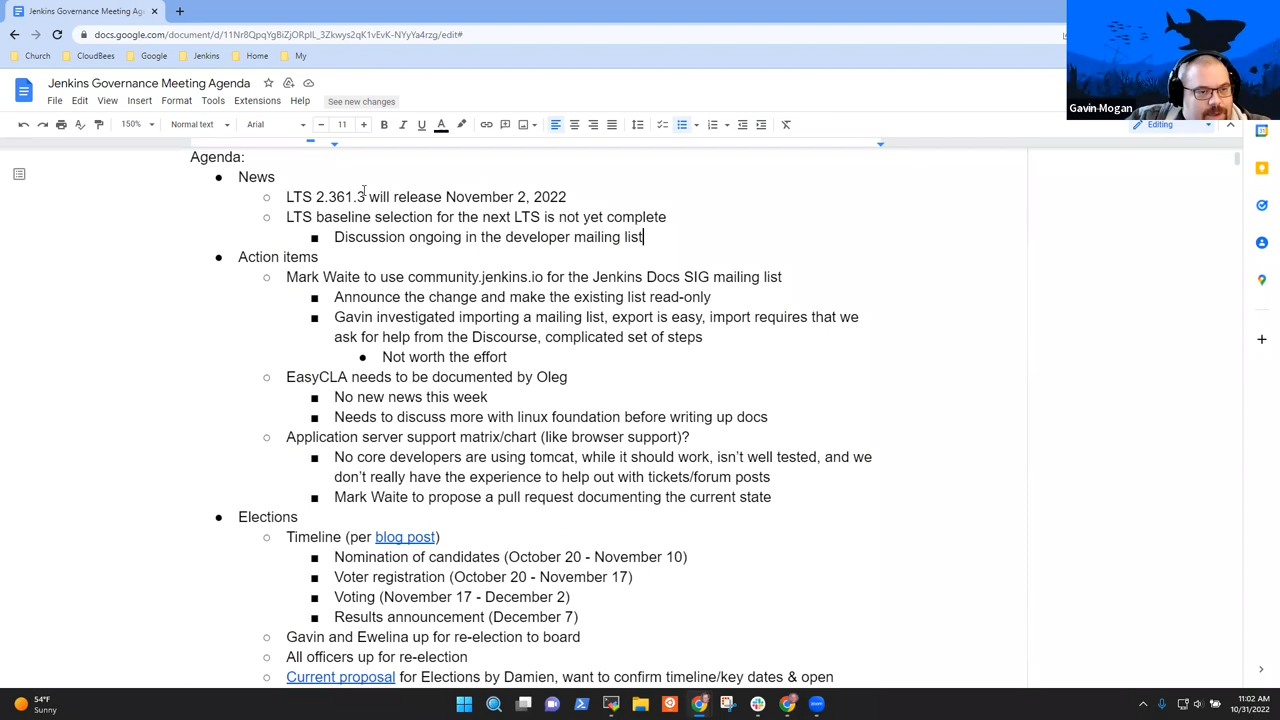 Jenkins Governance Meeting Age
docs.google.com/document/d/11Nr8QpqYgBiZjORpIL_3Zkwys2qK1vEvK-NYyYa4rzg/edit#
Church CloudBees Google Jenkins Home My
Jenkins Governance Meeting Agenda
File Edit View Insert Format Tools Extensions Help See new changes
150% Normal text Arial 11 Editing
Gavin Mogan
Agenda:
News
LTS 2.361.3 will release November 2, 2022
LTS baseline selection for the next LTS is not yet complete
Discussion ongoing in the developer mailing list
Action items
Mark Waite to use community.jenkins.io for the Jenkins Docs SIG mailing list
Announce the change and make the existing list read-only
Gavin investigated importing a mailing list, export is easy, import requires that we
ask for help from the Discourse, complicated set of steps
Not worth the effort
EasyCLA needs to be documented by Oleg
No new news this week
Needs to discuss more with linux foundation before writing up docs
Application server support matrix/chart (like browser support)?
No core developers are using tomcat, while it should work, isn’t well tested, and we
don’t really have the experience to help out with tickets/forum posts
Mark Waite to propose a pull request documenting the current state
Elections
Timeline (per blog post)
Nomination of candidates (October 20 - November 10)
Voter registration (October 20 - November 17)
Voting (November 17 - December 2)
Results announcement (December 7)
Gavin and Ewelina up for re-election to board
All officers up for re-election
Current proposal for Elections by Damien, want to confirm timeline/key dates & open
54°F
Sunny
11:02 AM
10/31/2022